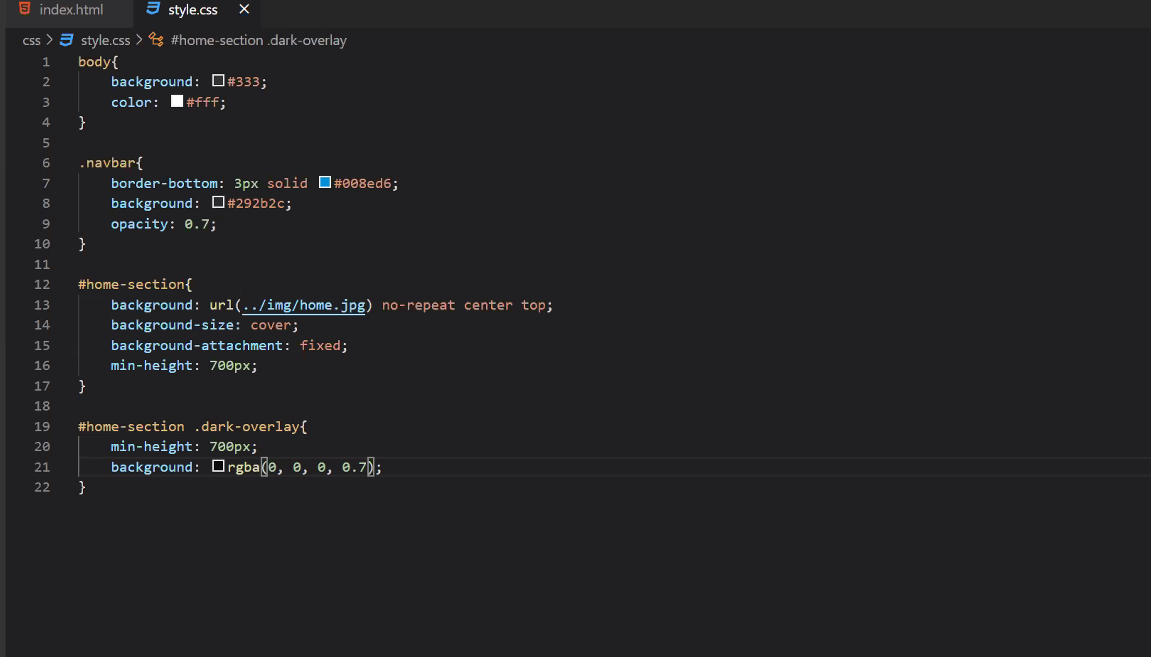 index.html style.css
css > style.css > #home-section .dark-overlay
1 body{
2 background: #333;
3 color: #fff;
4 }
5
6 .navbar{
7 border-bottom: 3px solid #008ed6;
8 background: #292b2c;
9 opacity: 0.7;
10 }
11
12 #home-section{
13 background: url(../img/home.jpg) no-repeat center top;
14 background-size: cover;
15 background-attachment: fixed;
16 min-height: 700px;
17 }
18
19 #home-section .dark-overlay{
20 min-height: 700px;
21 background: rgba(0, 0, 0, 0.7);
22 }